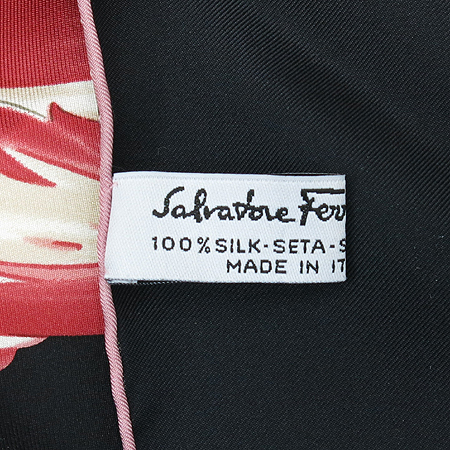 Salvatore Ferr
100% SILK-SETA-S
MADE IN IT